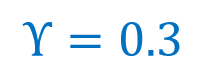 ϒ = 0.3